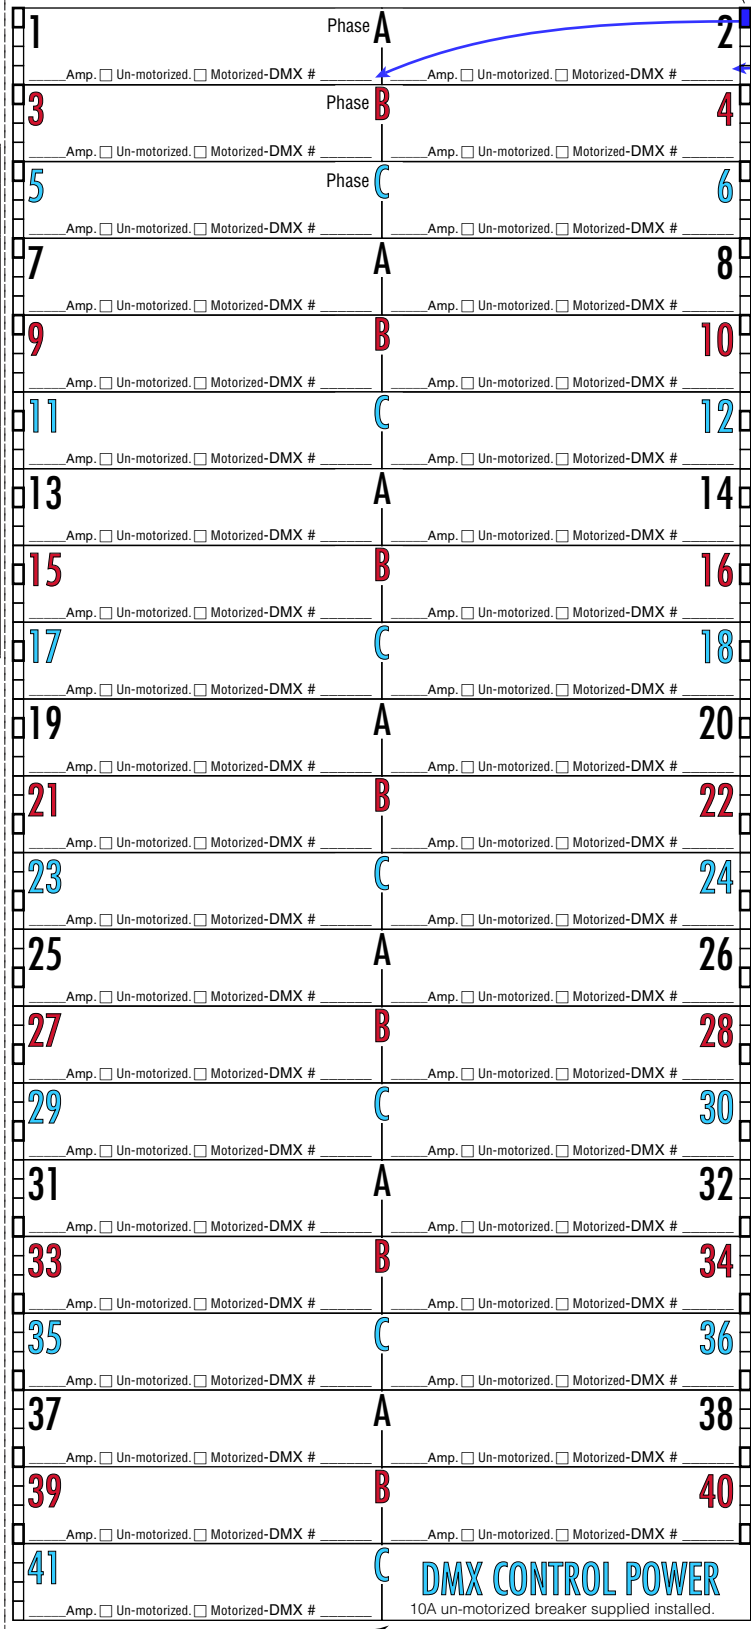 1 Phase A 2
_____Amp. □ Un-motorized. □ Motorized-DMX # _______ _____Amp. □ Un-motorized. □ Motorized-DMX # _______
3 Phase B 4
_____Amp. □ Un-motorized. □ Motorized-DMX # _______ _____Amp. □ Un-motorized. □ Motorized-DMX # _______
5 Phase C 6
_____Amp. □ Un-motorized. □ Motorized-DMX # _______ _____Amp. □ Un-motorized. □ Motorized-DMX # _______
7 A 8
_____Amp. □ Un-motorized. □ Motorized-DMX # _______ _____Amp. □ Un-motorized. □ Motorized-DMX # _______
9 B 10
_____Amp. □ Un-motorized. □ Motorized-DMX # _______ _____Amp. □ Un-motorized. □ Motorized-DMX # _______
11 C 12
_____Amp. □ Un-motorized. □ Motorized-DMX # _______ _____Amp. □ Un-motorized. □ Motorized-DMX # _______
13 A 14
_____Amp. □ Un-motorized. □ Motorized-DMX # _______ _____Amp. □ Un-motorized. □ Motorized-DMX # _______
15 B 16
_____Amp. □ Un-motorized. □ Motorized-DMX # _______ _____Amp. □ Un-motorized. □ Motorized-DMX # _______
17 C 18
_____Amp. □ Un-motorized. □ Motorized-DMX # _______ _____Amp. □ Un-motorized. □ Motorized-DMX # _______
19 A 20
_____Amp. □ Un-motorized. □ Motorized-DMX # _______ _____Amp. □ Un-motorized. □ Motorized-DMX # _______
21 B 22
_____Amp. □ Un-motorized. □ Motorized-DMX # _______ _____Amp. □ Un-motorized. □ Motorized-DMX # _______
23 C 24
_____Amp. □ Un-motorized. □ Motorized-DMX # _______ _____Amp. □ Un-motorized. □ Motorized-DMX # _______
25 A 26
_____Amp. □ Un-motorized. □ Motorized-DMX # _______ _____Amp. □ Un-motorized. □ Motorized-DMX # _______
27 B 28
_____Amp. □ Un-motorized. □ Motorized-DMX # _______ _____Amp. □ Un-motorized. □ Motorized-DMX # _______
29 C 30
_____Amp. □ Un-motorized. □ Motorized-DMX # _______ _____Amp. □ Un-motorized. □ Motorized-DMX # _______
31 A 32
_____Amp. □ Un-motorized. □ Motorized-DMX # _______ _____Amp. □ Un-motorized. □ Motorized-DMX # _______
33 B 34
_____Amp. □ Un-motorized. □ Motorized-DMX # _______ _____Amp. □ Un-motorized. □ Motorized-DMX # _______
35 C 36
_____Amp. □ Un-motorized. □ Motorized-DMX # _______ _____Amp. □ Un-motorized. □ Motorized-DMX # _______
37 A 38
_____Amp. □ Un-motorized. □ Motorized-DMX # _______ _____Amp. □ Un-motorized. □ Motorized-DMX # _______
39 B 40
_____Amp. □ Un-motorized. □ Motorized-DMX # _______ _____Amp. □ Un-motorized. □ Motorized-DMX # _______
41 C DMX CONTROL POWER
_____Amp. □ Un-motorized. □ Motorized-DMX # _______ 10A un-motorized breaker supplied installed.